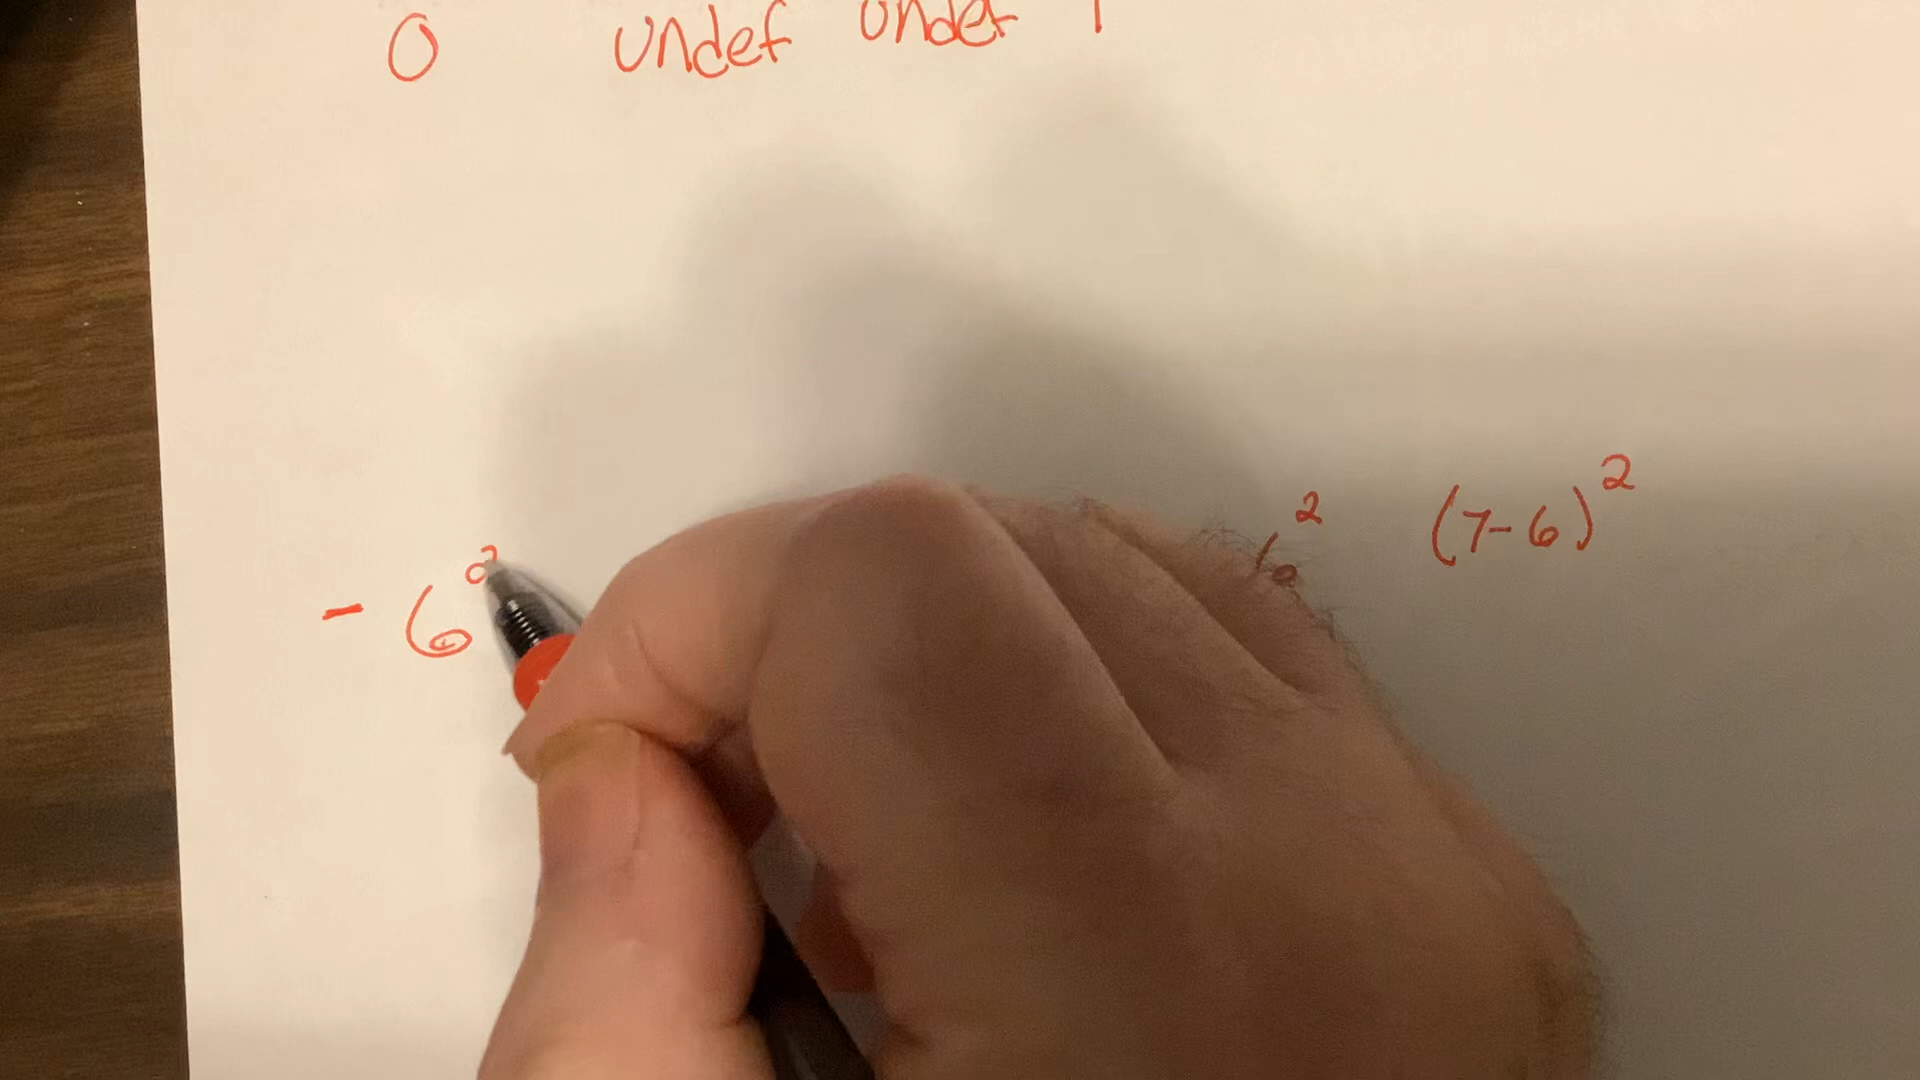 0 undef undef
- 6² 6² (7-6)²